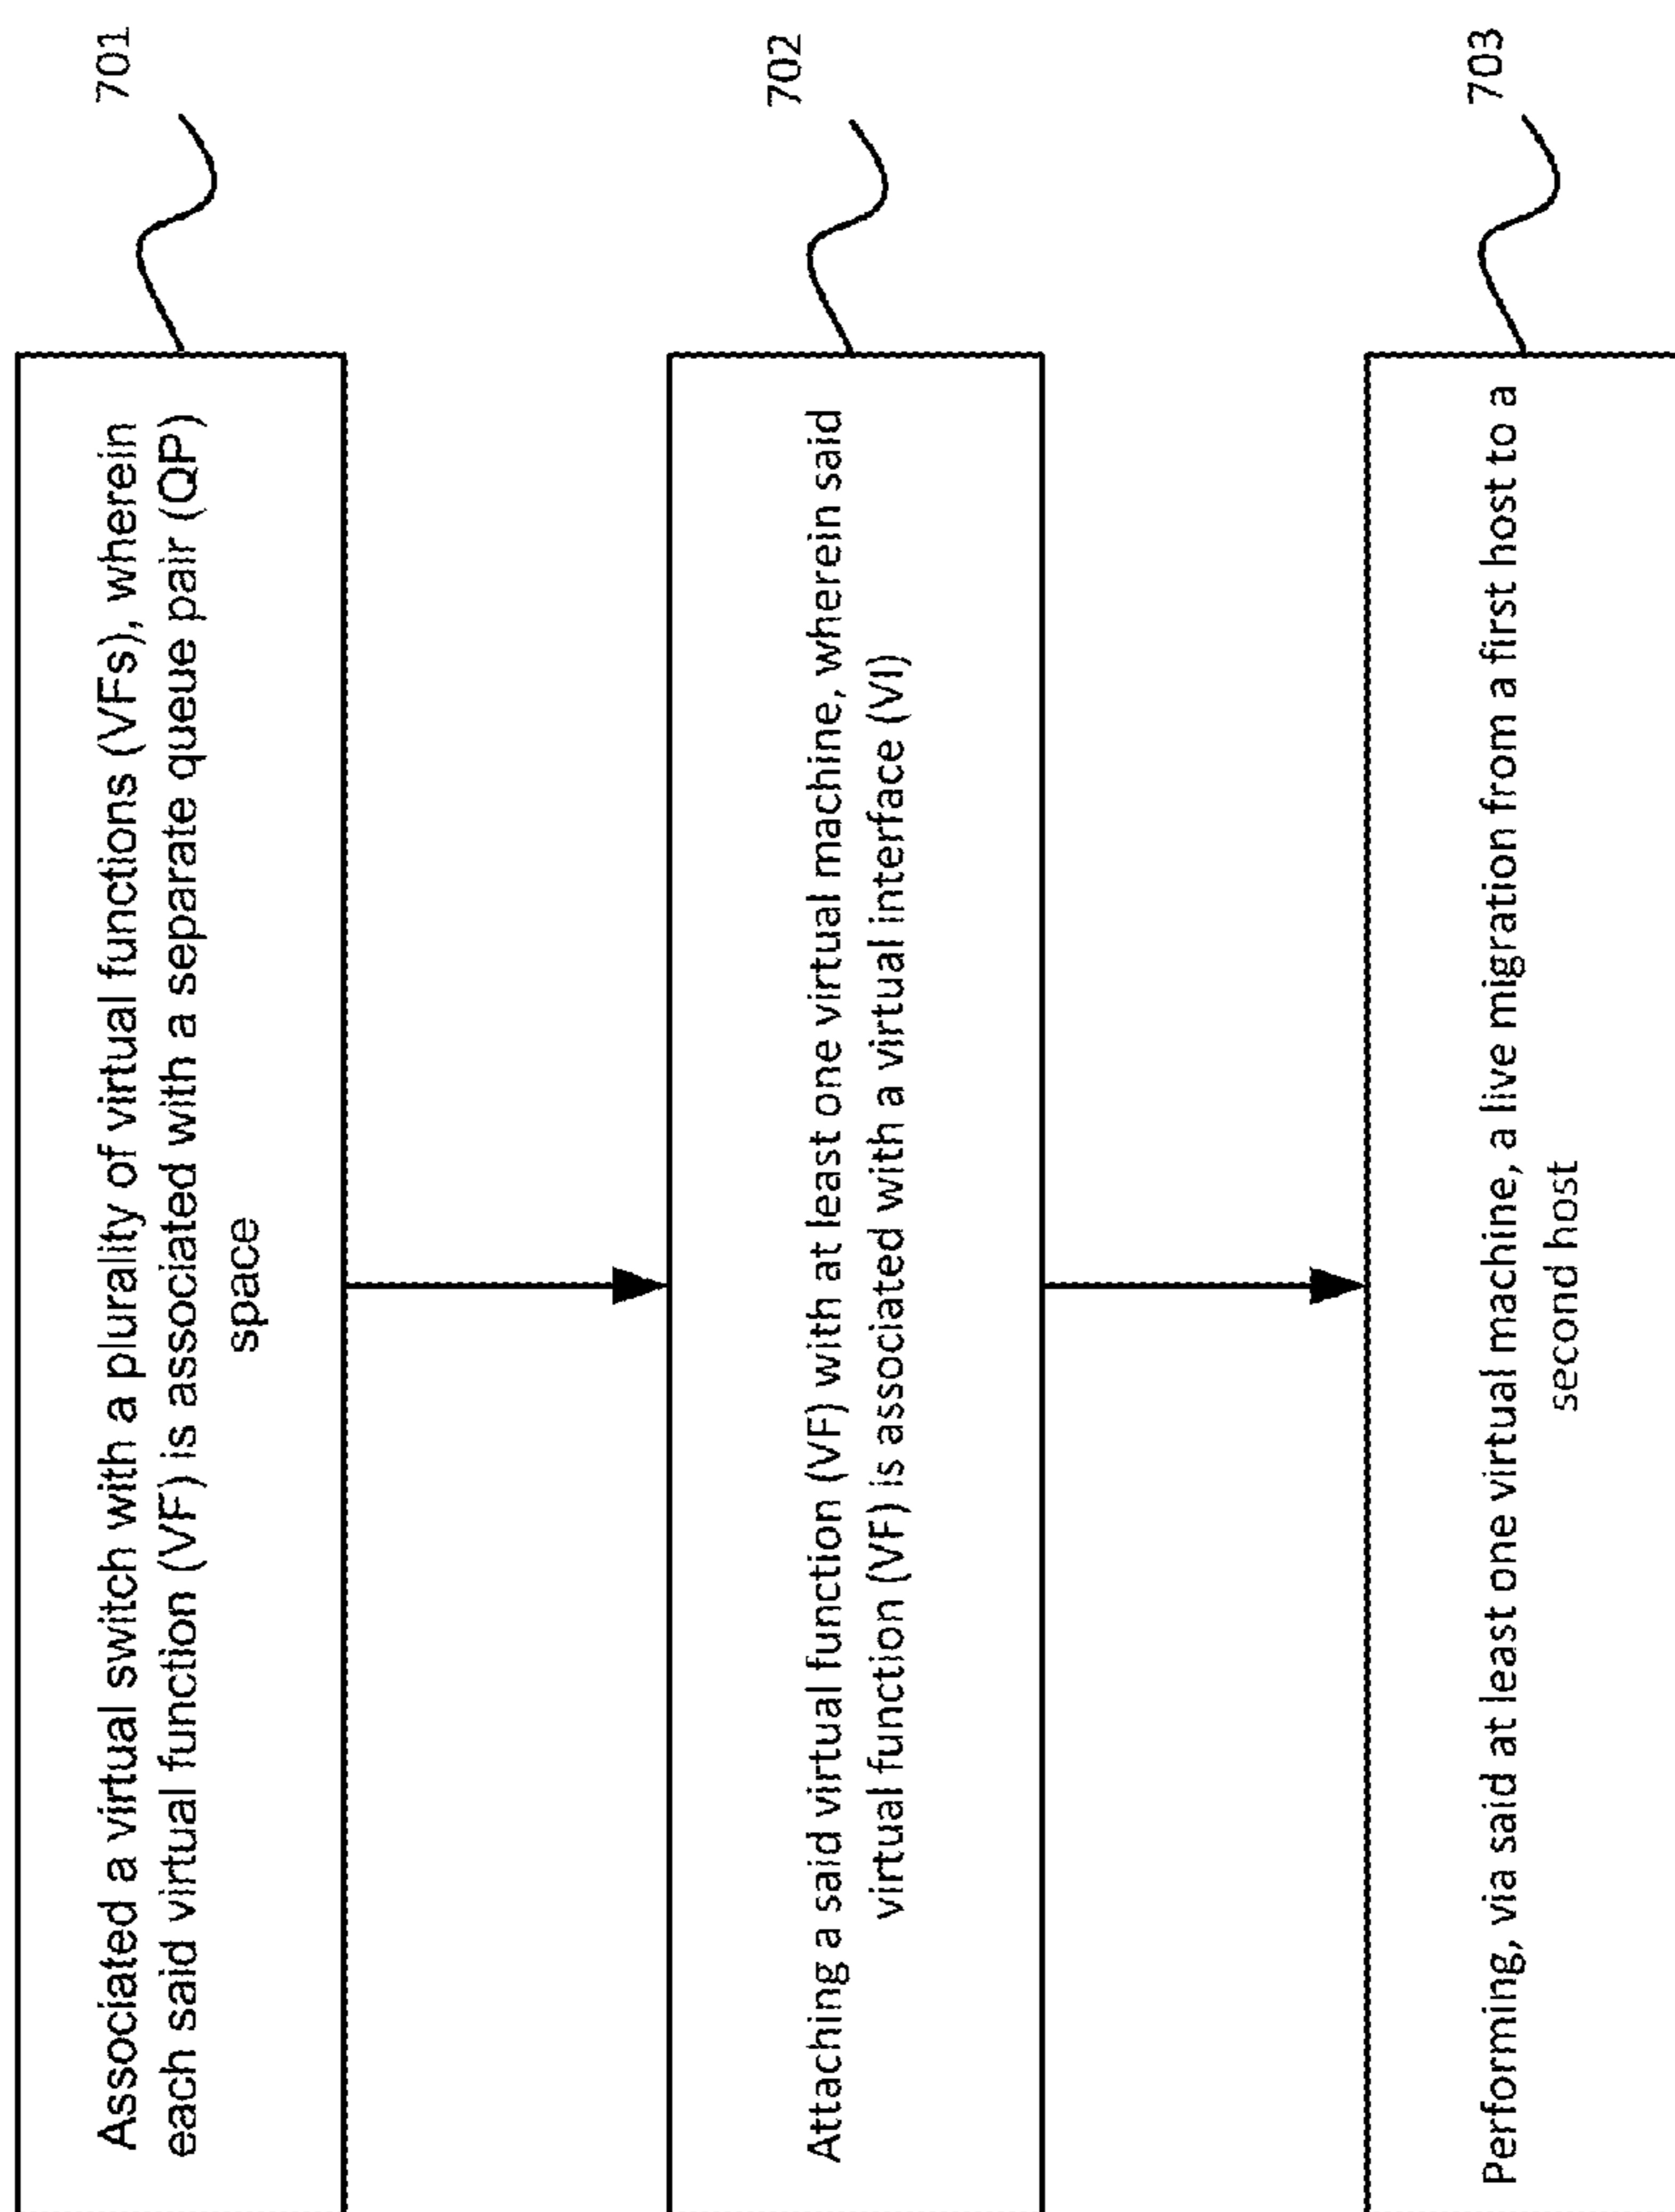 Associated a virtual switch with a plurality of virtual functions (VFs), wherein
each said virtual function (VF) is associated with a separate queue pair (QP)
space
701
Attaching a said virtual function (VF) with at least one virtual machine, wherein said
virtual function (VF) is associated with a virtual interface (VI)
702
Performing, via said at least one virtual machine, a live migration from a first host to a
second host
703